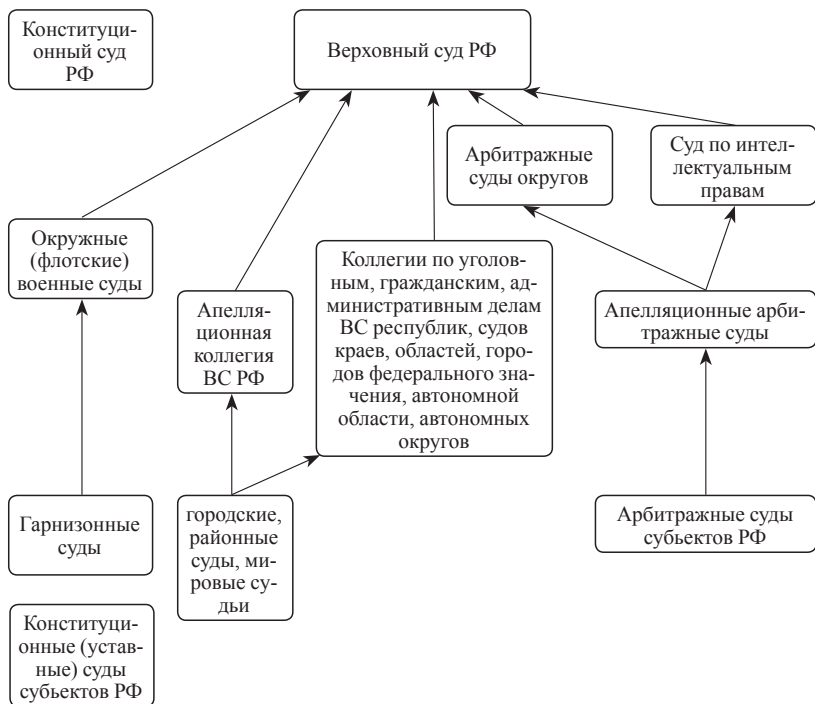 Конституци-
онный суд
РФ
Верховный суд РФ
Арбитражные
суды округов
Суд по интел-
лектуальным
правам
Окружные
(флотские)
военные суды
Апелля-
ционная
коллегия
ВС РФ
Коллегии по уголов-
ным, гражданским, ад-
министративным делам
ВС республик, судов
краев, областей, горо-
дов федерального зна-
чения, автономной
области, автономных
округов
Апелляционные арби-
тражные суды
Гарнизонные
суды
городские,
районные
суды, ми-
ровые су-
дьи
Арбитражные суды
субъектов РФ
Конституци-
онные (устав-
ные) суды
субъектов РФ